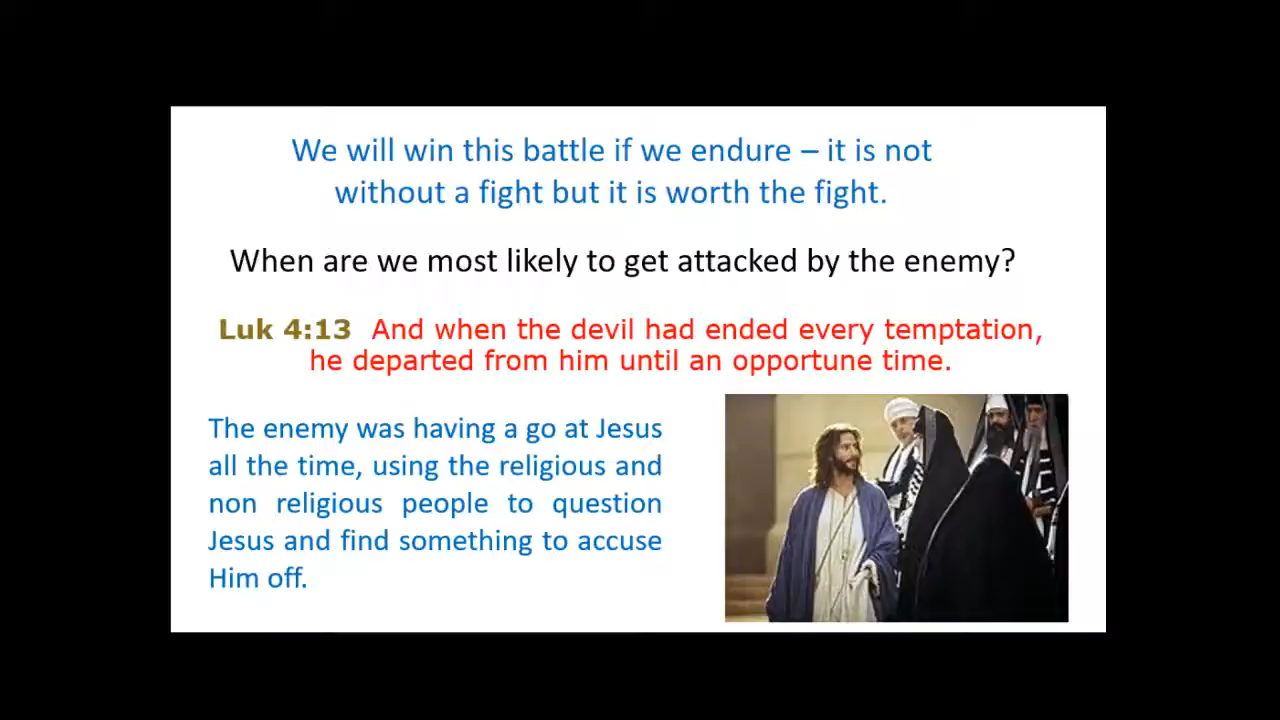 We will win this battle if we endure – it is not
without a fight but it is worth the fight.
When are we most likely to get attacked by the enemy?
Luk 4:13 And when the devil had ended every temptation,
he departed from him until an opportune time.
The enemy was having a go at Jesus
all the time, using the religious and
non religious people to question
Jesus and find something to accuse
Him off.